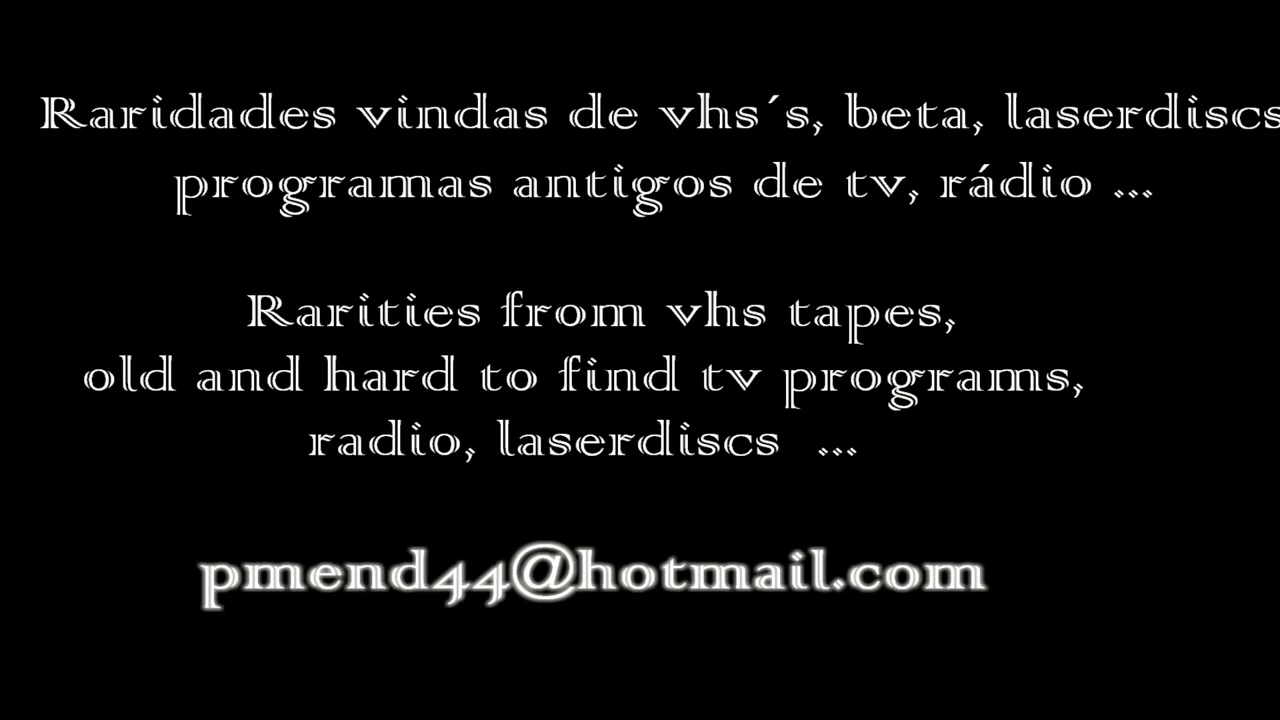 Raridades vindas de vhs´s, beta, laserdiscs
programas antigos de tv, rádio ...
Rarities from vhs tapes,
old and hard to find tv programs,
radio, laserdiscs ...
pmend44@hotmail.com